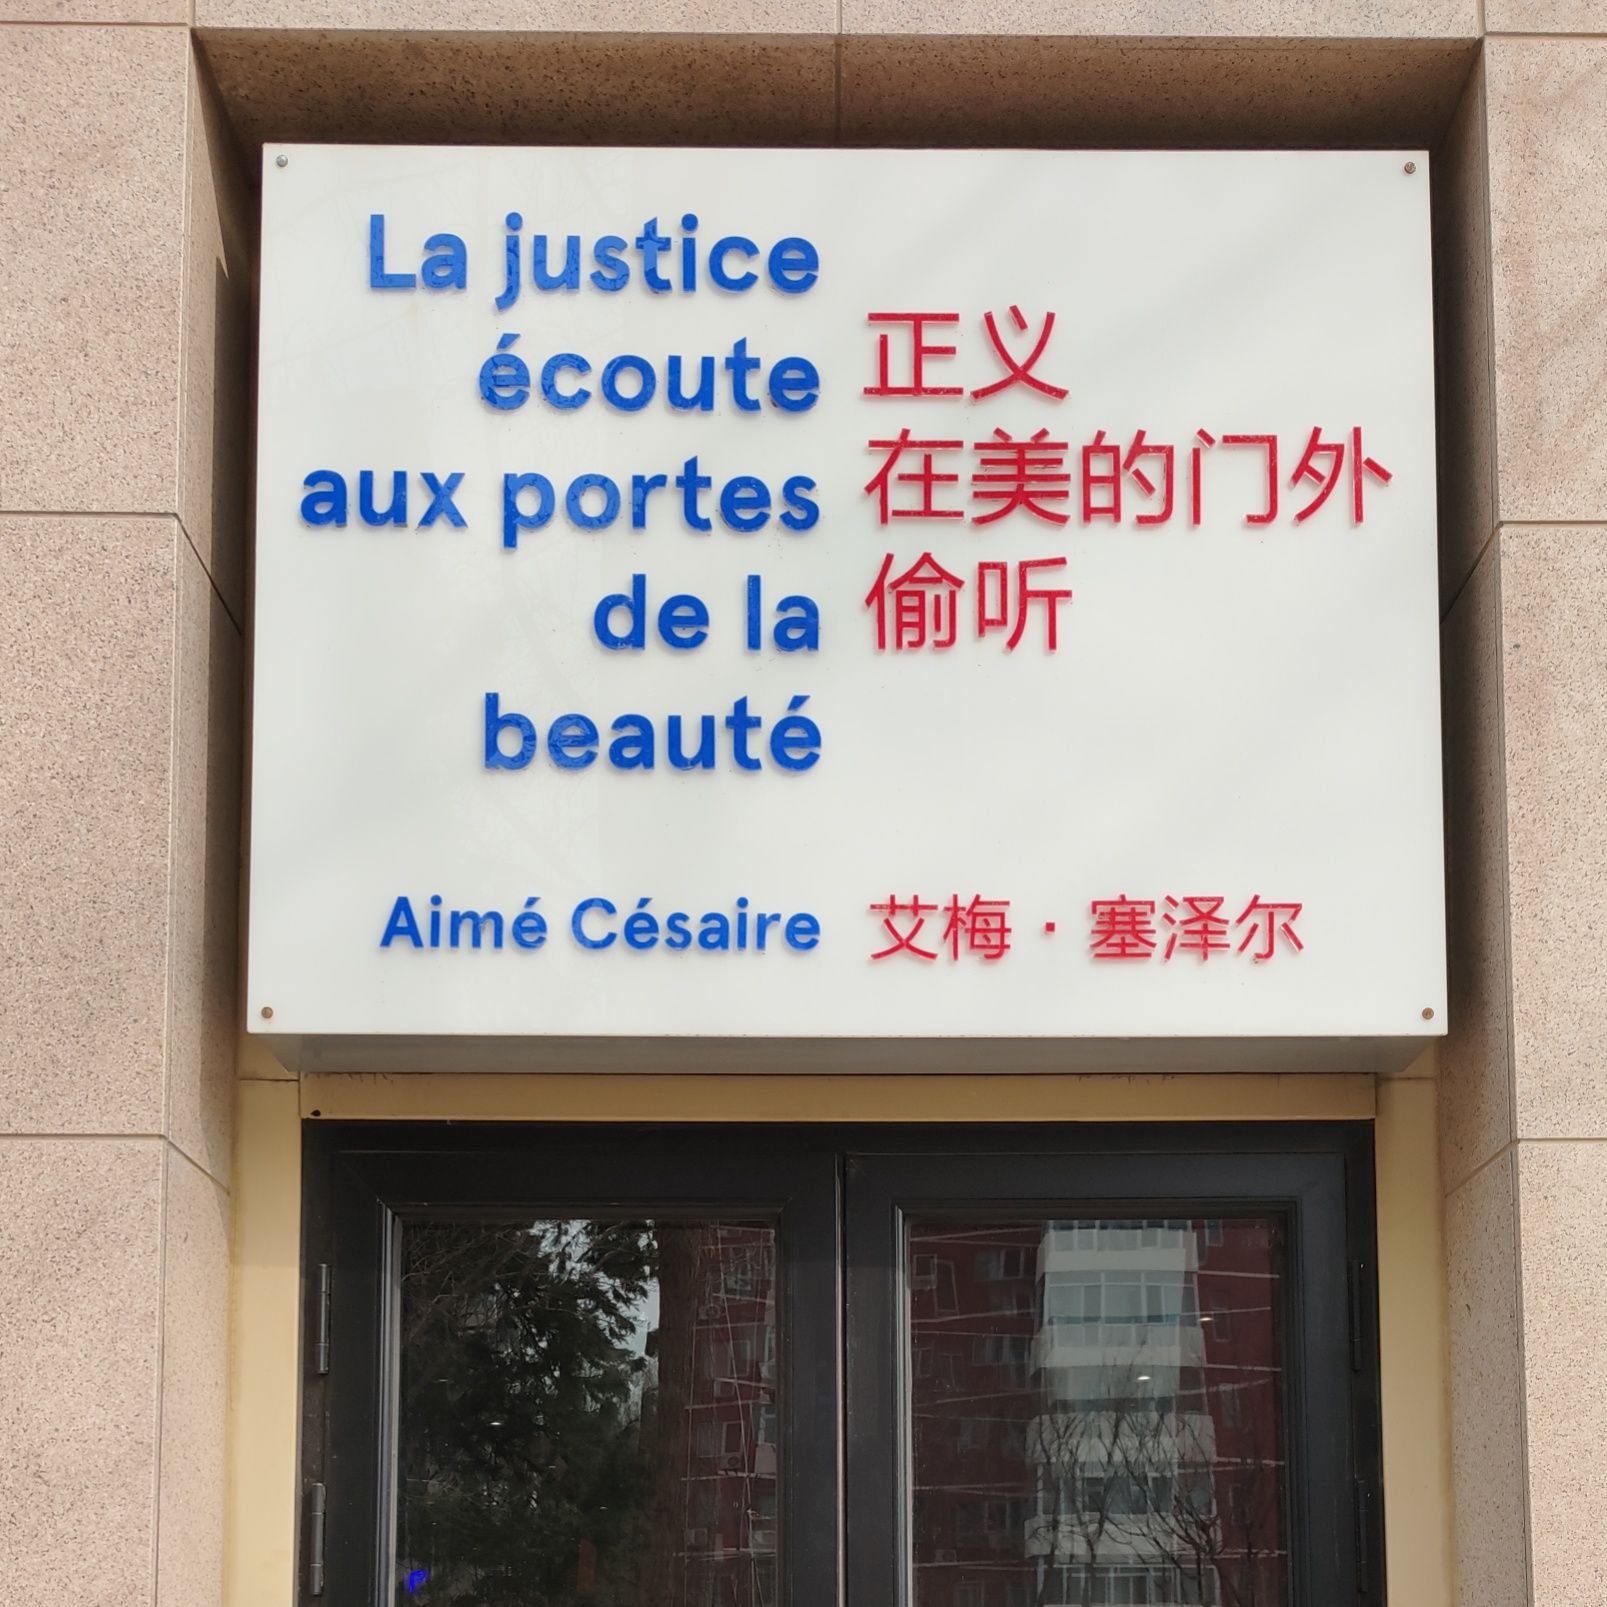 La justice
écoute
aux portes
de la
beauté
Aimé Césaire
正义
在美的门外
偷听
艾梅·塞泽尔